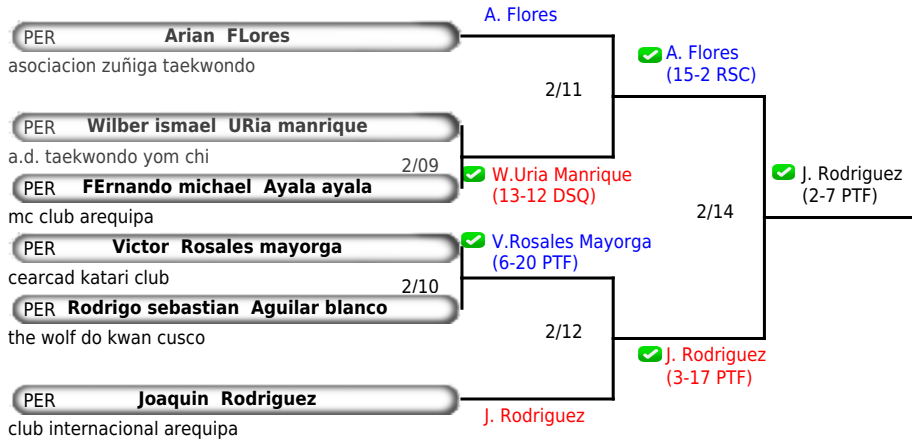 A. Flores
PER Arian FLores
asociacion zuñiga taekwondo
A. Flores
(15-2 RSC)
2/11
PER Wilber ismael URia manrique
a.d. taekwondo yom chi
2/09
PER FErnando michael Ayala ayala
mc club arequipa
W.Uria Manrique
(13-12 DSQ)
J. Rodriguez
(2-7 PTF)
2/14
PER Victor Rosales mayorga
cearcad katari club
V.Rosales Mayorga
(6-20 PTF)
2/10
PER Rodrigo sebastian Aguilar blanco
the wolf do kwan cusco
2/12
J. Rodriguez
(3-17 PTF)
PER Joaquin Rodriguez
club internacional arequipa
J. Rodriguez